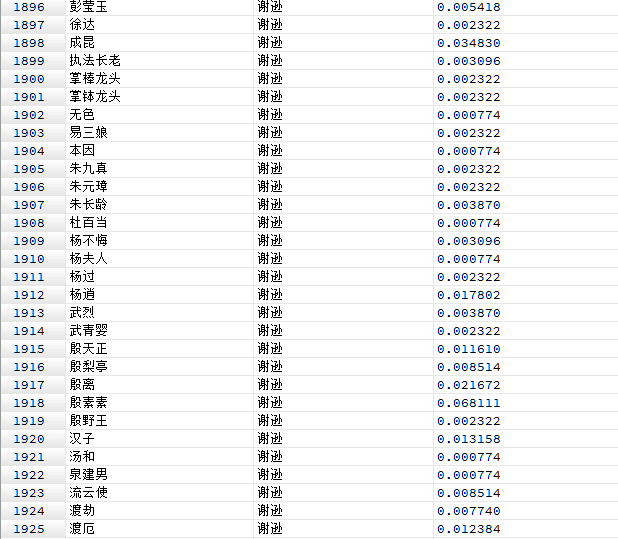 1896 彭莹玉 谢逊 0.005418
1897 徐达 谢逊 0.002322
1898 成昆 谢逊 0.034830
1899 执法长老 谢逊 0.003096
1900 掌棒龙头 谢逊 0.002322
1901 掌钵龙头 谢逊 0.002322
1902 无色 谢逊 0.000774
1903 易三娘 谢逊 0.002322
1904 本因 谢逊 0.000774
1905 朱九真 谢逊 0.002322
1906 朱元璋 谢逊 0.002322
1907 朱长龄 谢逊 0.003870
1908 杜百当 谢逊 0.000774
1909 杨不悔 谢逊 0.003096
1910 杨夫人 谢逊 0.000774
1911 杨过 谢逊 0.002322
1912 杨逍 谢逊 0.017802
1913 武烈 谢逊 0.003870
1914 武青婴 谢逊 0.002322
1915 殷天正 谢逊 0.011610
1916 殷梨亭 谢逊 0.008514
1917 殷离 谢逊 0.021672
1918 殷素素 谢逊 0.068111
1919 殷野王 谢逊 0.002322
1920 汉子 谢逊 0.013158
1921 汤和 谢逊 0.000774
1922 泉建男 谢逊 0.000774
1923 流云使 谢逊 0.008514
1924 渡劫 谢逊 0.007740
1925 渡厄 谢逊 0.012384